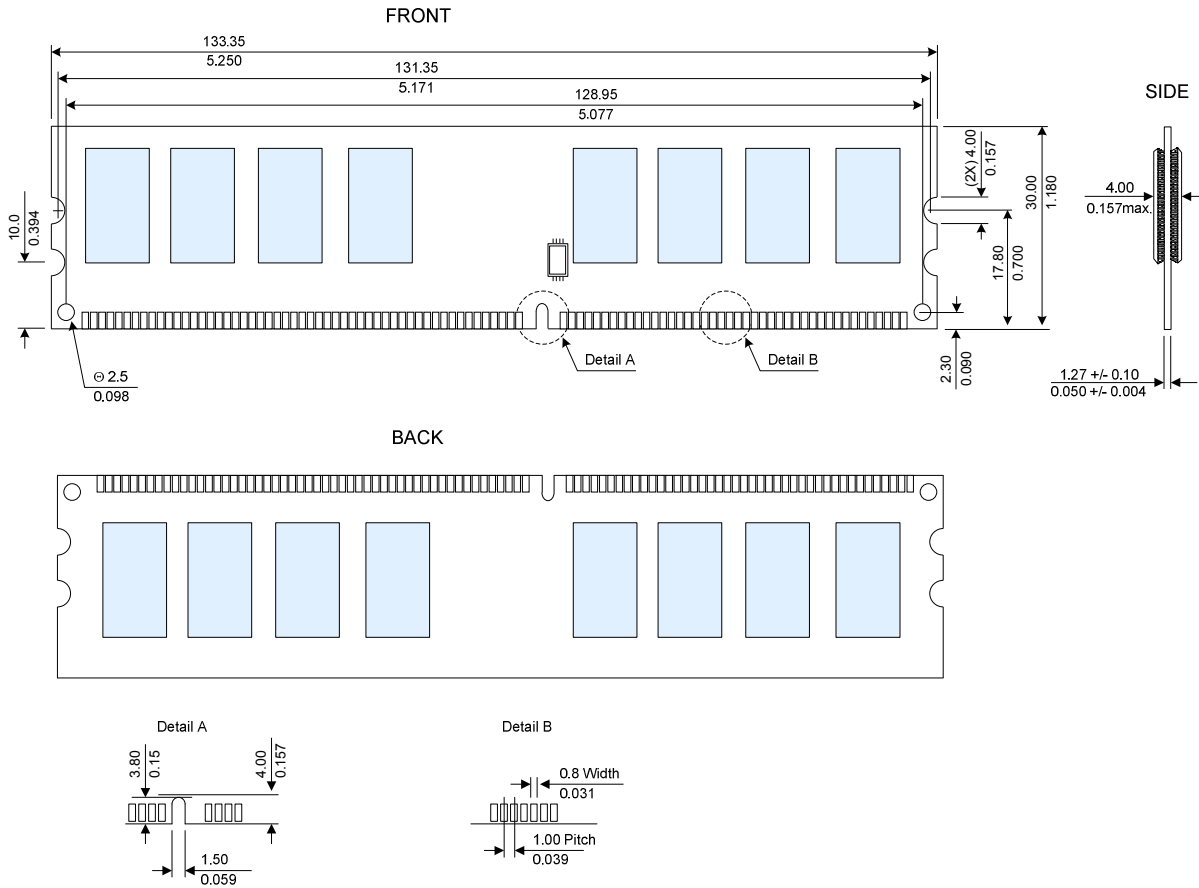 FRONT
133.35
5.250
131.35
5.171
128.95
5.077
SIDE
(2X) 4.00
0.157
30.00
1.180
4.00
0.157max.
10.0
0.394
17.80
0.700
Detail A
Detail B
2.30
0.090
Θ 2.5
0.098
1.27 +/- 0.10
0.050 +/- 0.004
BACK
Detail A
Detail B
3.80
0.15
4.00
0.157
0.8 Width
0.031
1.00 Pitch
0.039
1.50
0.059